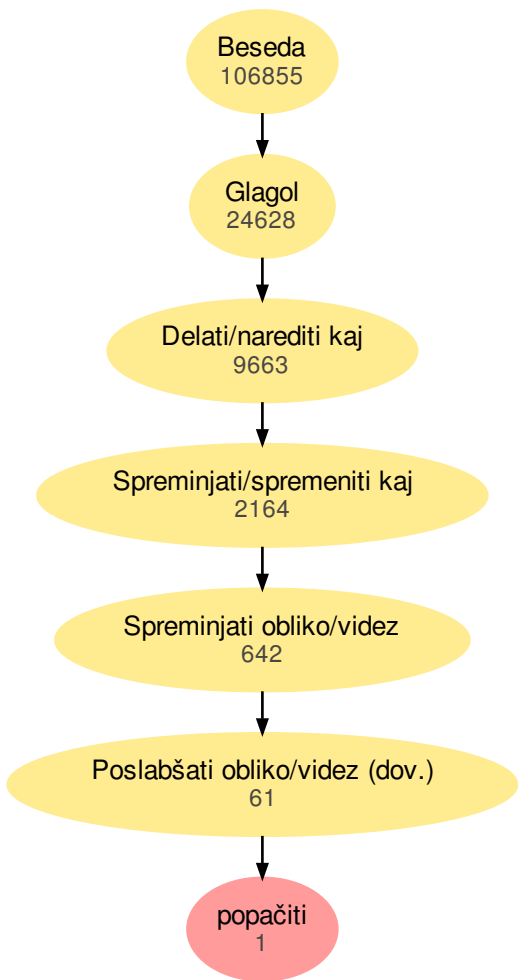 Beseda
106855
Glagol
24628
Delati/narediti kaj
9663
Spreminjati/spremeniti kaj
2164
Spreminjati obliko/videz
642
Poslabšati obliko/videz (dov.)
61
popačiti
1